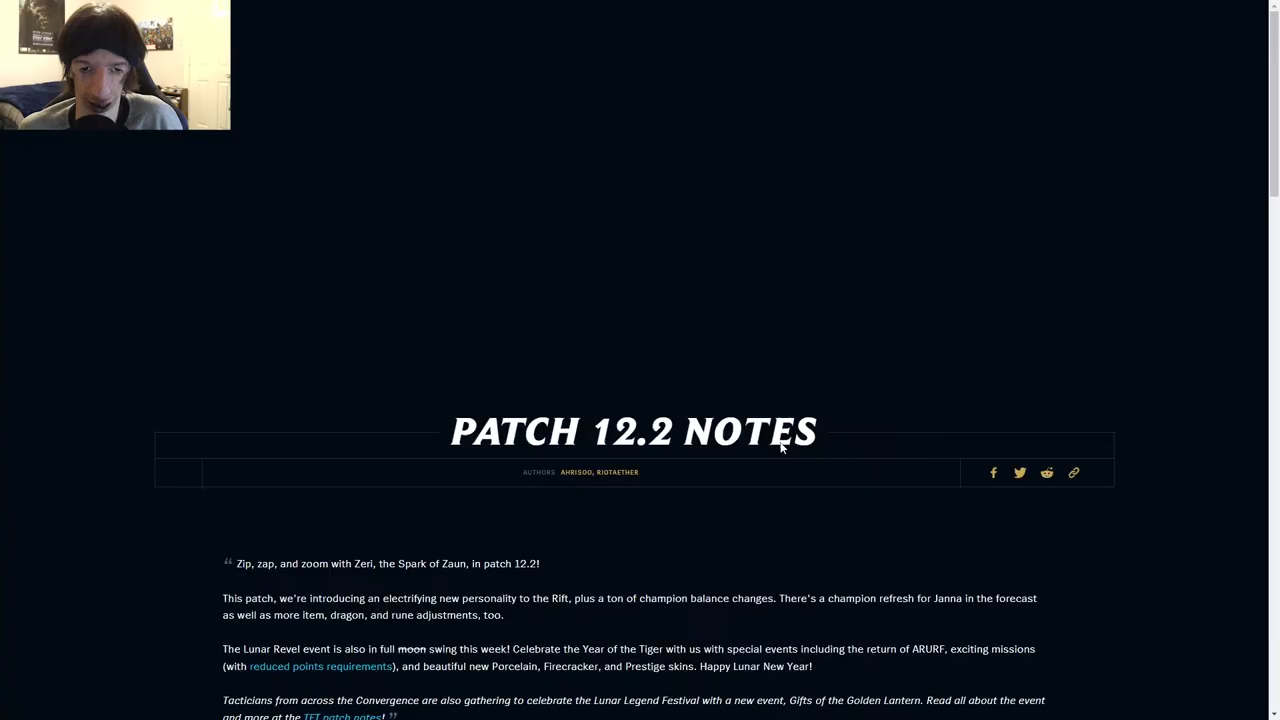 PATCH 12.2 NOTES
AUTHORS AHRISOO, RIOTAETHER
“ Zip, zap, and zoom with Zeri, the Spark of Zaun, in patch 12.2!
This patch, we're introducing an electrifying new personality to the Rift, plus a ton of champion balance changes. There's a champion refresh for Janna in the forecast
as well as more item, dragon, and rune adjustments, too.
The Lunar Revel event is also in full moon swing this week! Celebrate the Year of the Tiger with us with special events including the return of ARURF, exciting missions
(with reduced points requirements), and beautiful new Porcelain, Firecracker, and Prestige skins. Happy Lunar New Year!
Tacticians from across the Convergence are also gathering to celebrate the Lunar Legend Festival with a new event, Gifts of the Golden Lantern. Read all about the event
and more at the TFT patch notes! ”